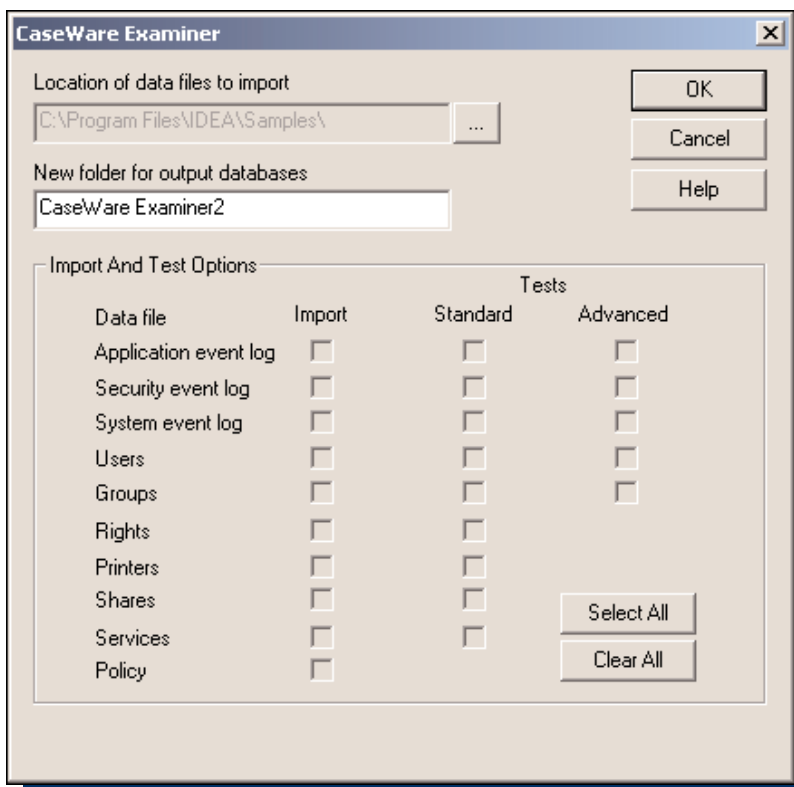 CaseWare Examiner
Location of data files to import
OK
C:\Program Files\IDEA\Samples\
...
Cancel
New folder for output databases
Help
CaseWare Examiner2
Import And Test Options
Tests
Data file Import Standard Advanced
Application event log
Security event log
System event log
Users
Groups
Rights
Printers
Shares
Select All
Services
Clear All
Policy